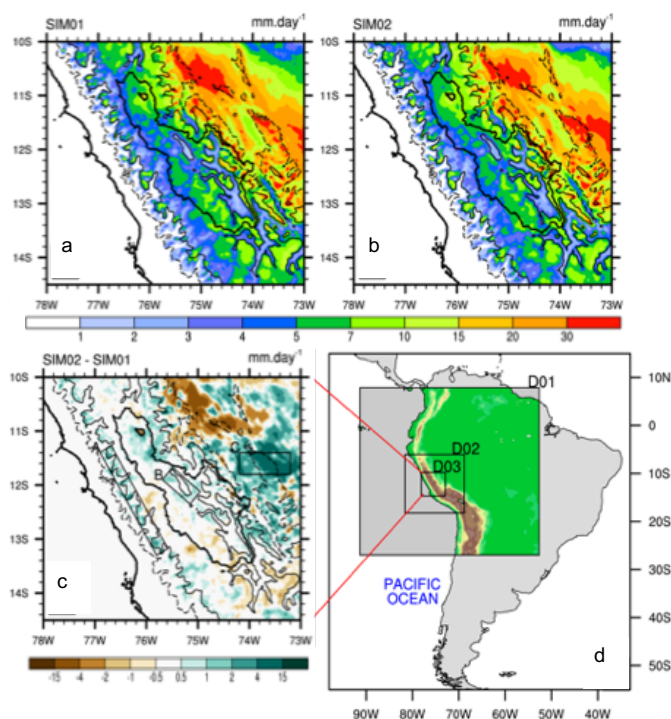 SIM01 mm.day-1
10S
11S
12S
13S
14S
a
78W 77W 76W 75W 74W 73W
SIM02 mm.day-1
10S
11S
12S
13S
14S
b
78W 77W 76W 75W 74W 73W
1 2 3 4 5 7 10 15 20 30
SIM02 - SIM01 mm.day-1
10S
11S
12S
13S
14S
B
C
c
78W 77W 76W 75W 74W 73W
-15 -4 -2 -1 -0.5 0.5 1 2 4 15
D01
D02
D03
PACIFIC
OCEAN
d
10N
0
10S
20S
30S
40S
50S
90W 80W 70W 60W 50W 40W